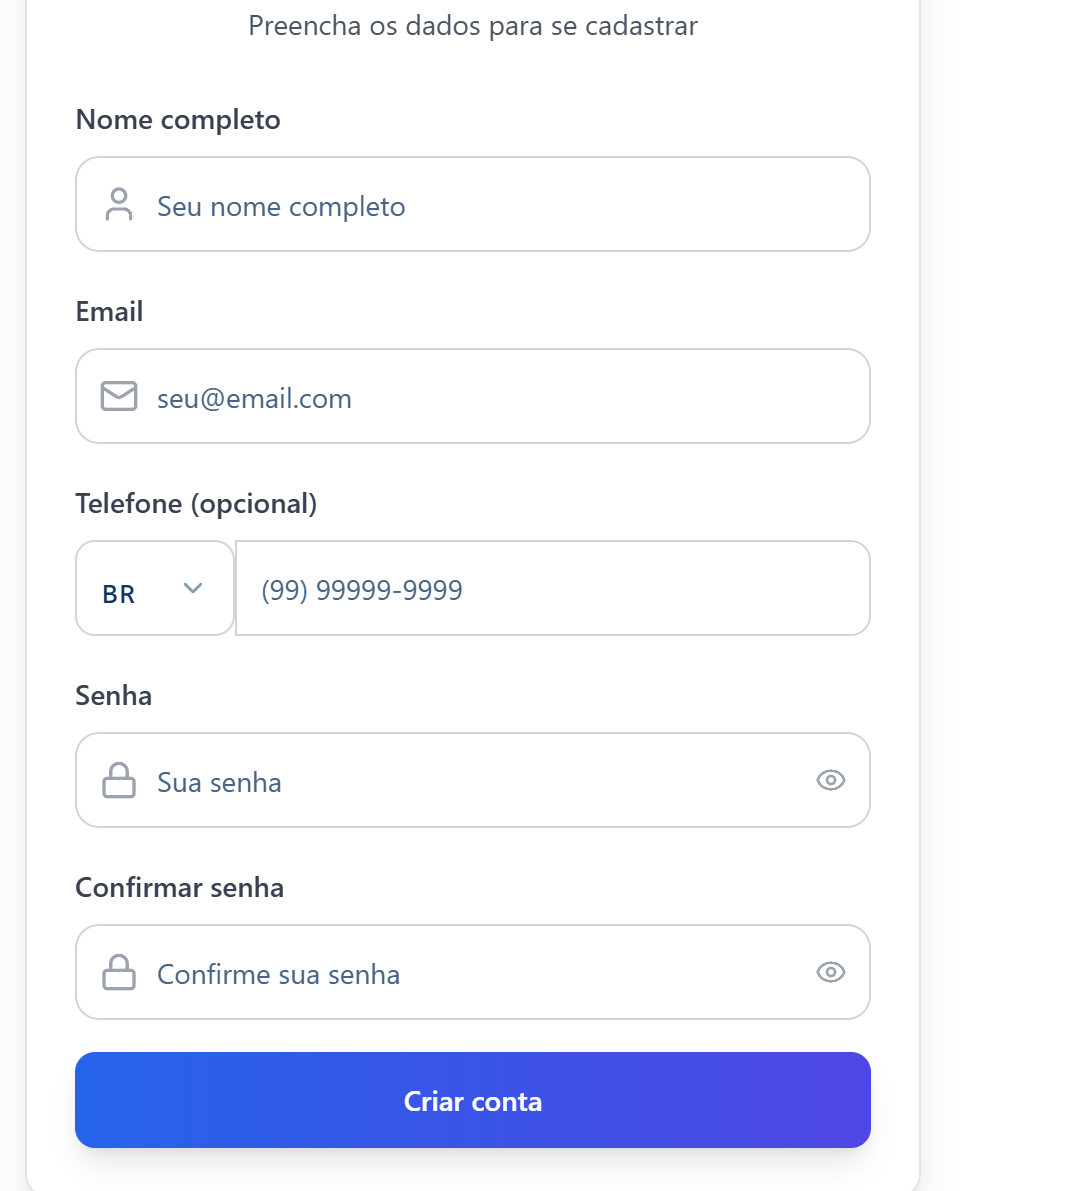 Preencha os dados para se cadastrar
Nome completo
Seu nome completo
Email
seu@email.com
Telefone (opcional)
BR (99) 99999-9999
Senha
Sua senha
Confirmar senha
Confirme sua senha
Criar conta